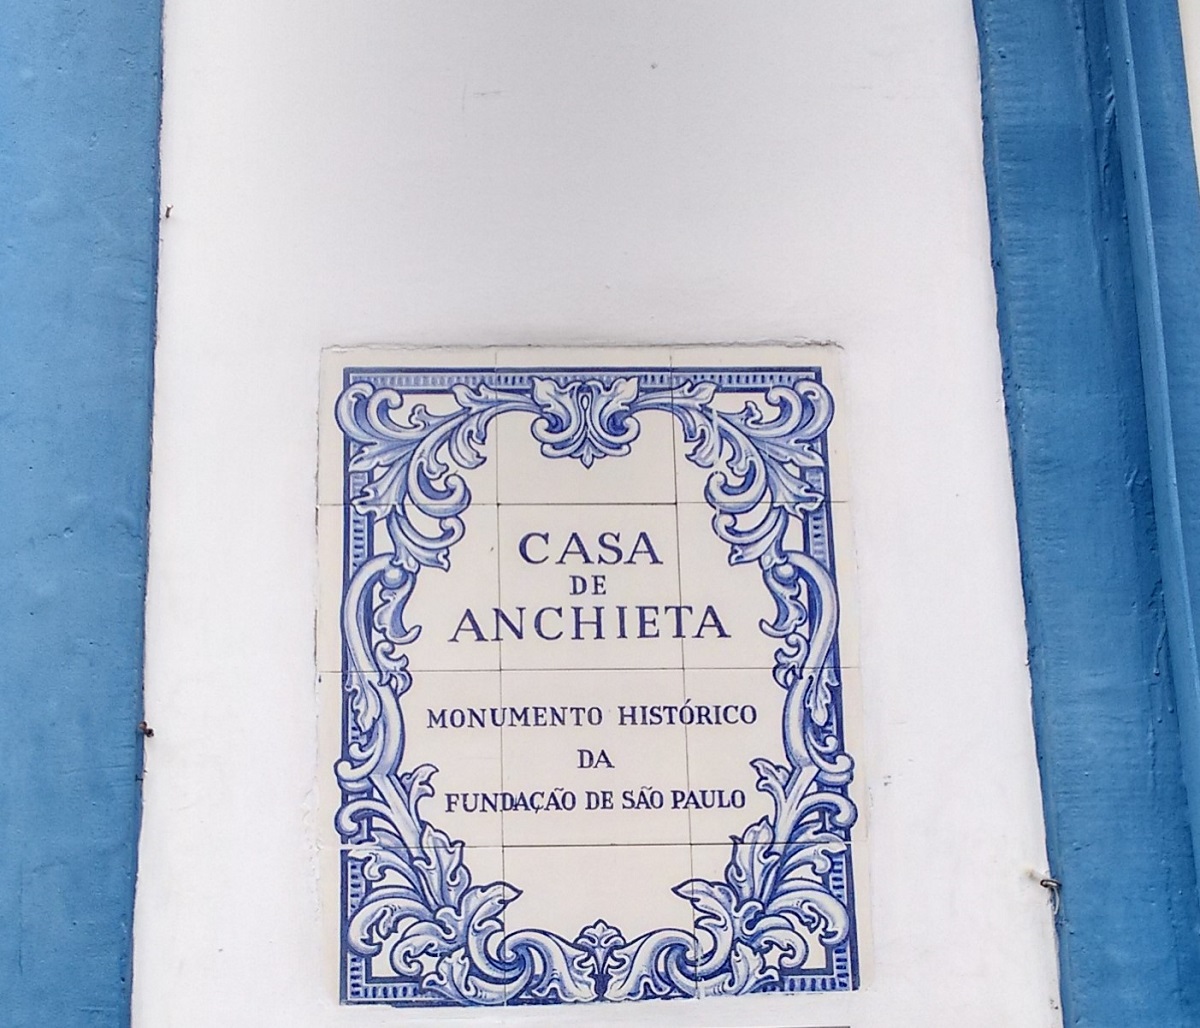 CASA
DE
ANCHIETA
MONUMENTO HISTÓRICO
DA
FUNDAÇÃO DE SÃO PAULO